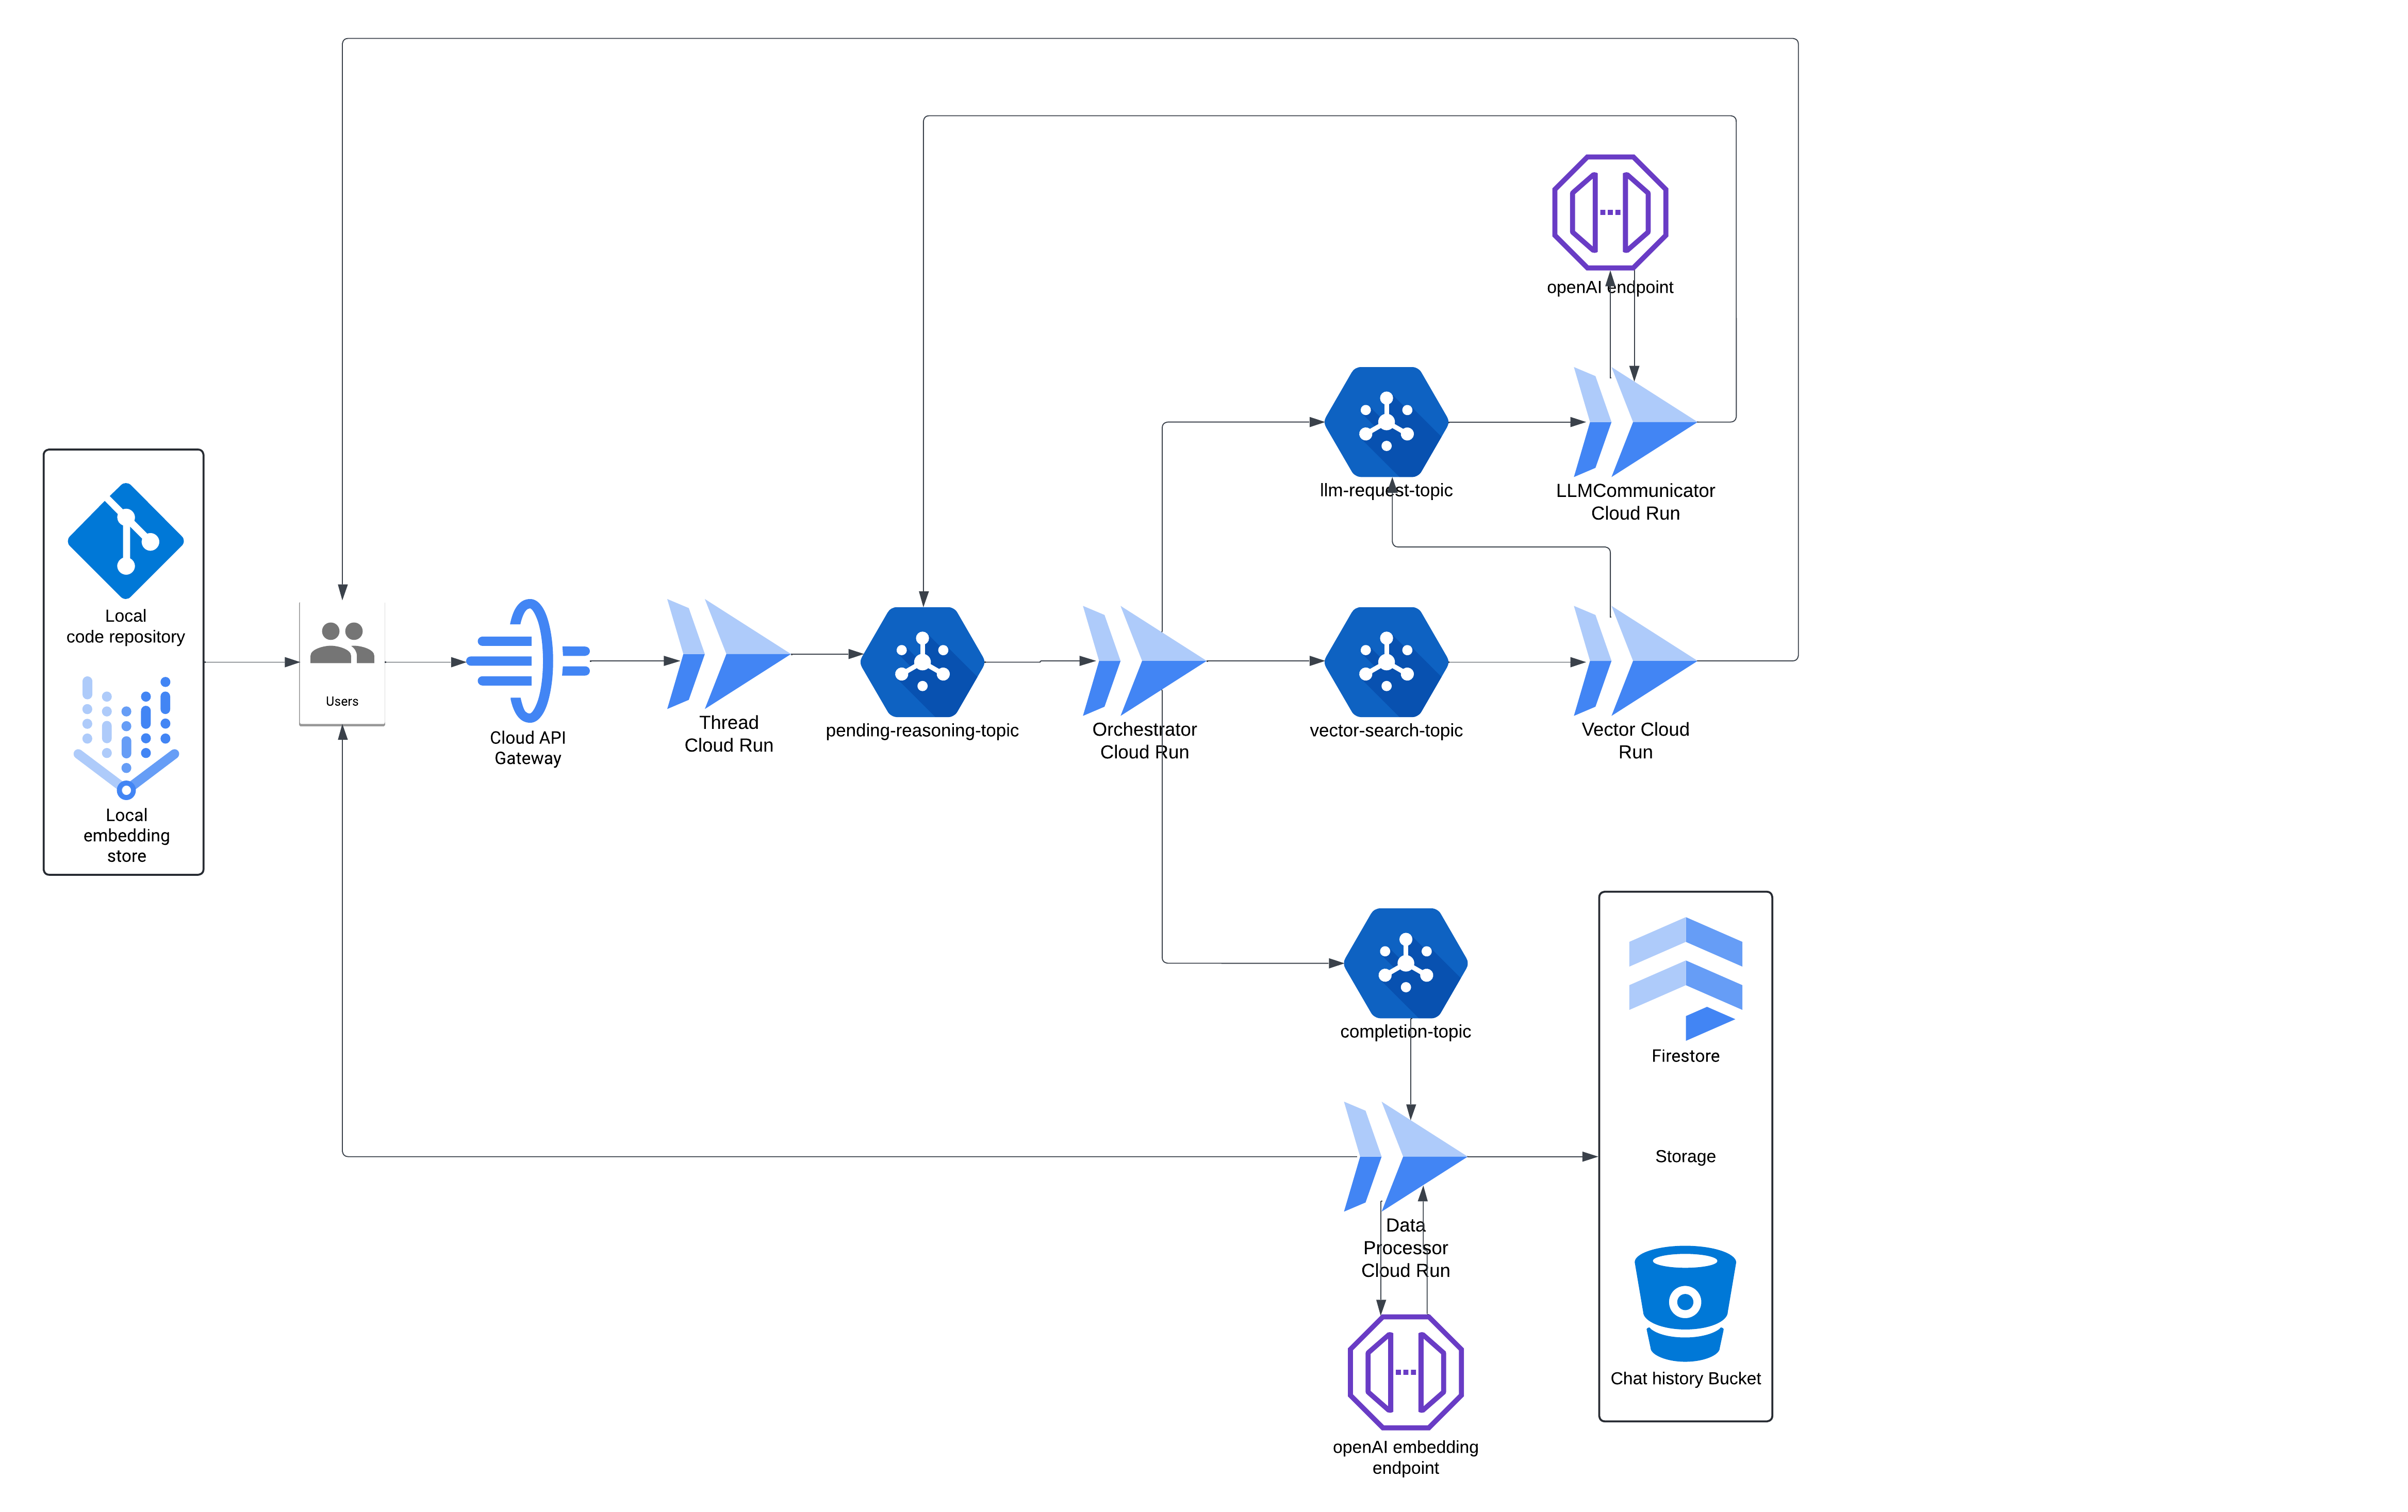 openAI endpoint
llm-request-topic
LLMCommunicator
Cloud Run
Local
code repository
Local
embedding
store
Users
Cloud API
Gateway
Thread
Cloud Run
pending-reasoning-topic
Orchestrator
Cloud Run
vector-search-topic
Vector Cloud
Run
completion-topic
Firestore
Storage
Data
Processor
Cloud Run
Chat history Bucket
openAI embedding
endpoint